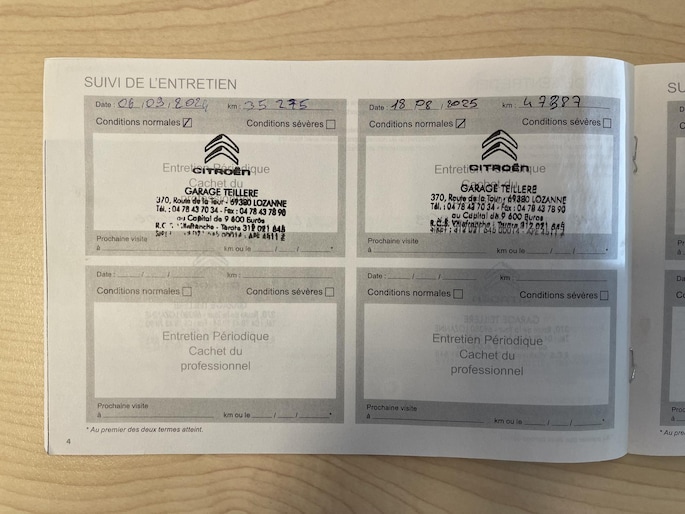 SUIVI DE L'ENTRETIEN
Date : 06 / 03 / 2024 km : 35 275
Conditions normales ☑ Conditions sévères ☐
Entretien Périodique
Cachet du
CITROËN
GARAGE TEILLERE
370, Route de la Tour - 69380 LOZANNE
Tél. : 04 78 43 70 34 - Fax : 04 78 43 78 90
au Capital de 9 600 Euros
Prochaine visite
à km ou le / / *
Date : 18 / 08 / 2025 km : 47387
Conditions normales ☑ Conditions sévères ☐
Entretien Périodique
Cachet du
CITROËN
GARAGE TEILLERE
370, Route de la Tour - 69380 LOZANNE
Tél. : 04 78 43 70 34 - Fax : 04 78 43 78 90
au Capital de 9 600 Euros
Prochaine visite
à km ou le / / *
Date : / / km :
Conditions normales ☐ Conditions sévères ☐
Entretien Périodique
Cachet du
professionnel
Prochaine visite
à km ou le / / *
Date : / / km :
Conditions normales ☐ Conditions sévères ☐
Entretien Périodique
Cachet du
professionnel
Prochaine visite
à km ou le / / *
* Au premier des deux termes atteint.
4